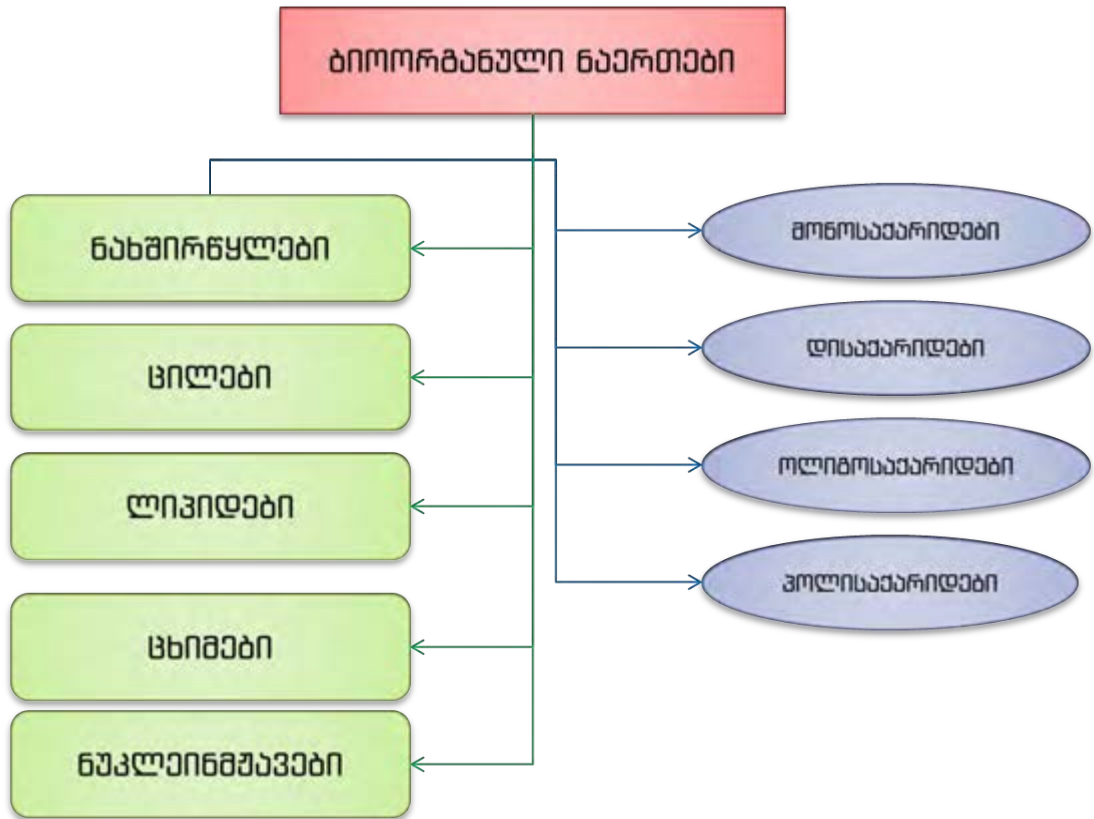 ბიოორგანული ნაერთები
ნახშირწყლები
ცილები
ლიპიდები
ცხიმები
ნუკლეინმჟავები
მონოსაქარიდები
დისაქარიდები
ოლიგოსაქარიდები
პოლისაქარიდები